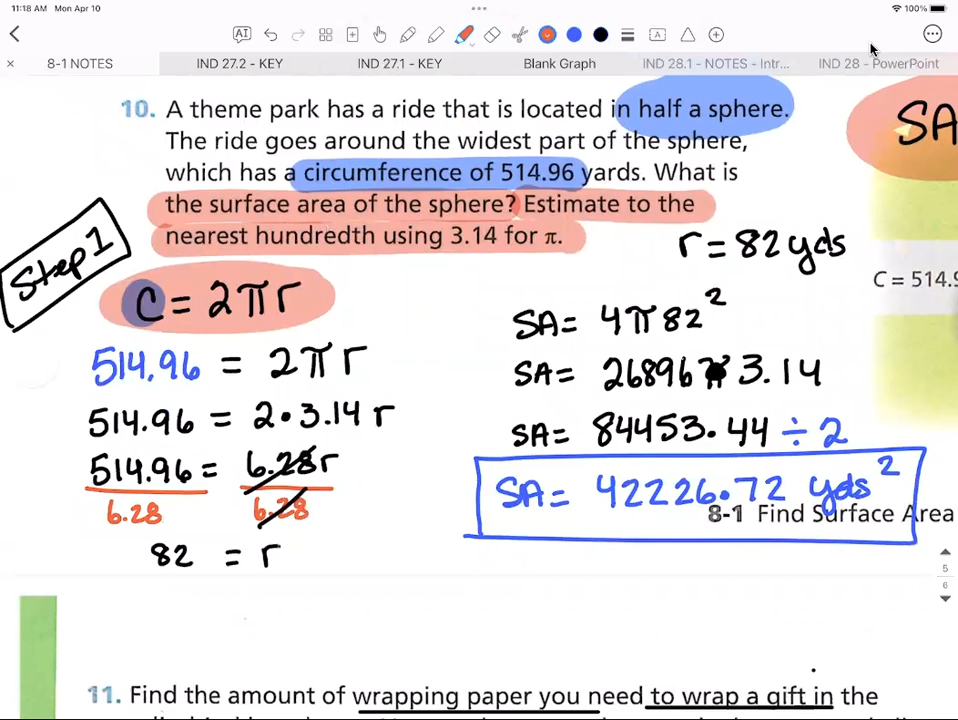 11:18 AM Mon Apr 10
100%
AI
8-1 NOTES
IND 27.2 - KEY
IND 27.1 - KEY
Blank Graph
IND 28.1 - NOTES - Intr...
IND 28 - PowerPoint
10. A theme park has a ride that is located in half a sphere.
The ride goes around the widest part of the sphere,
which has a circumference of 514.96 yards. What is
the surface area of the sphere? Estimate to the
nearest hundredth using 3.14 for π.
SA
Step 1
C = 2πr
514.96 = 2πr
514.96 = 2•3.14 r
514.96 = 6.28r
6.28 6.28
82 = r
r = 82 yds
C = 514.9
SA = 4π82²
SA = 26896 3.14
SA = 84453.44 ÷ 2
SA = 42226.72 yds²
8-1 Find Surface Area
5
6
11. Find the amount of wrapping paper you need to wrap a gift in the